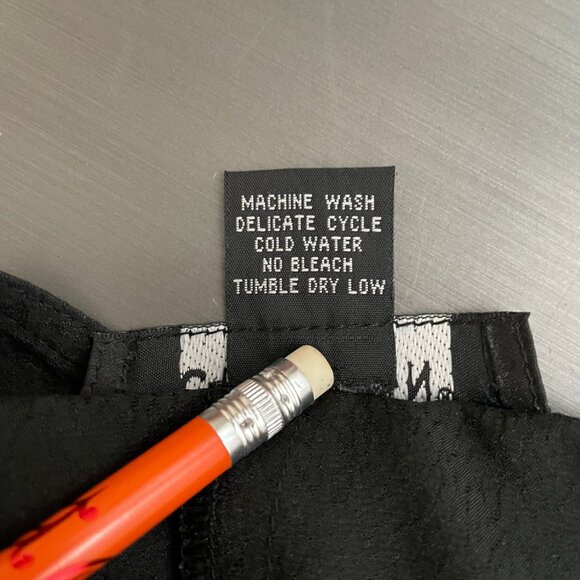 MACHINE WASH
DELICATE CYCLE
COLD WATER
NO BLEACH
TUMBLE DRY LOW